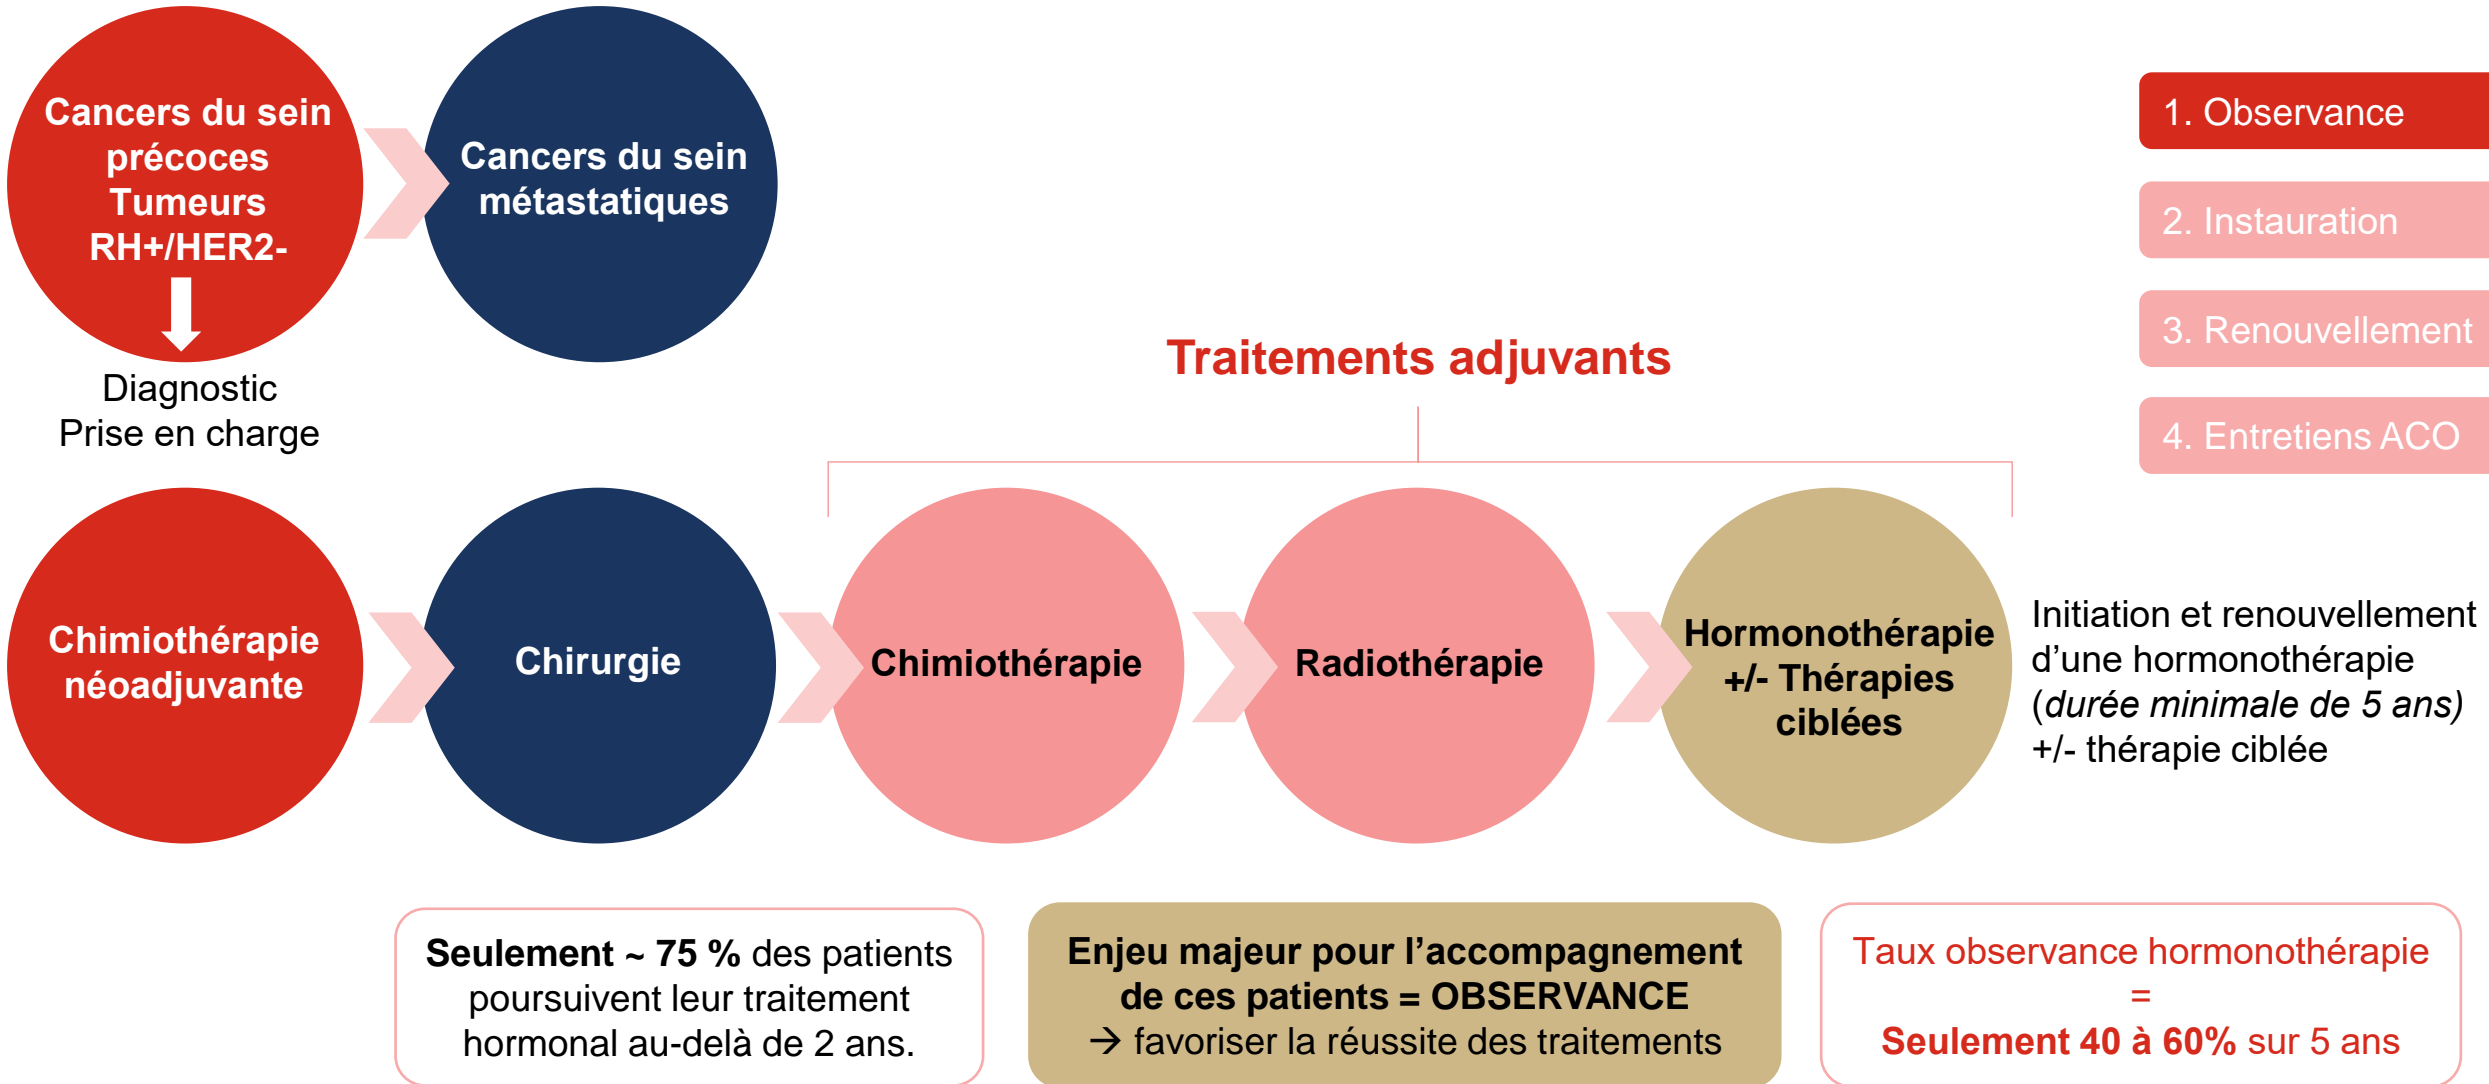 Cancers du sein
précoces
Tumeurs
RH+/HER2-
Cancers du sein
métastatiques
Diagnostic
Prise en charge
1. Observance
2. Instauration
3. Renouvellement
4. Entretiens ACO
Traitements adjuvants
Chimiothérapie
néoadjuvante
Chirurgie
Chimiothérapie
Radiothérapie
Hormonothérapie
+/- Thérapies
ciblées
Initiation et renouvellement
d’une hormonothérapie
(durée minimale de 5 ans)
+/- thérapie ciblée
Seulement ~ 75 % des patients
poursuivent leur traitement
hormonal au-delà de 2 ans.
Enjeu majeur pour l’accompagnement
de ces patients = OBSERVANCE
→ favoriser la réussite des traitements
Taux observance hormonothérapie
=
Seulement 40 à 60% sur 5 ans